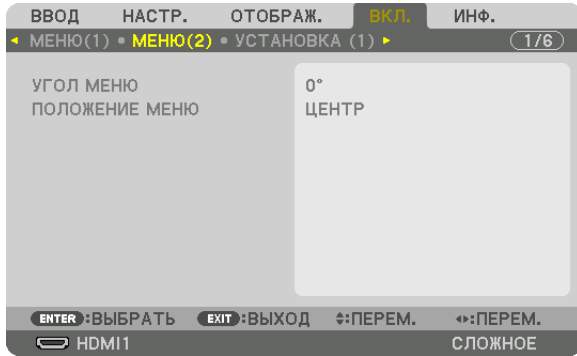 ВВОД НАСТР. ОТОБРАЖ. ВКЛ. ИНФ.
МЕНЮ(1) • МЕНЮ(2) • УСТАНОВКА (1) 1/6
УГОЛ МЕНЮ 0°
ПОЛОЖЕНИЕ МЕНЮ ЦЕНТР
ENTER :ВЫБРАТЬ EXIT :ВЫХОД :ПЕРЕМ. :ПЕРЕМ.
HDMI1 СЛОЖНОЕ